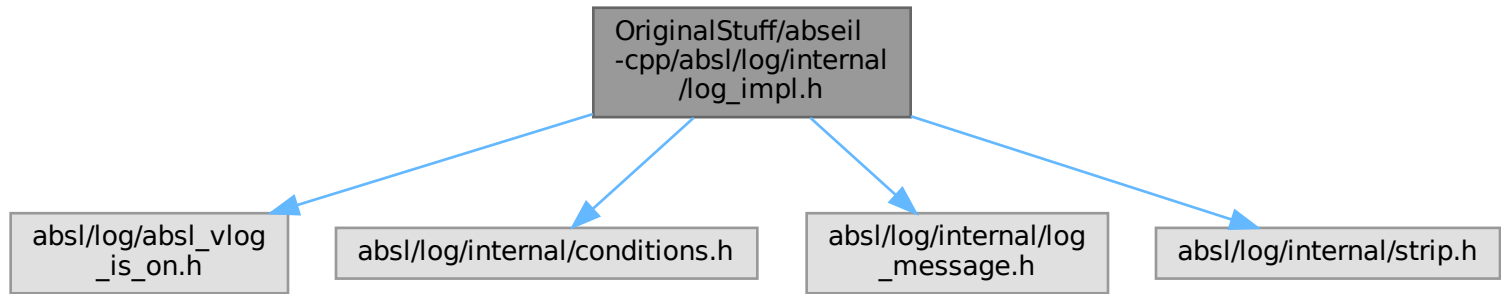 OriginalStuff/abseil
-cpp/absl/log/internal
/log_impl.h
absl/log/absl_vlog
_is_on.h
absl/log/internal/conditions.h
absl/log/internal/log
_message.h
absl/log/internal/strip.h